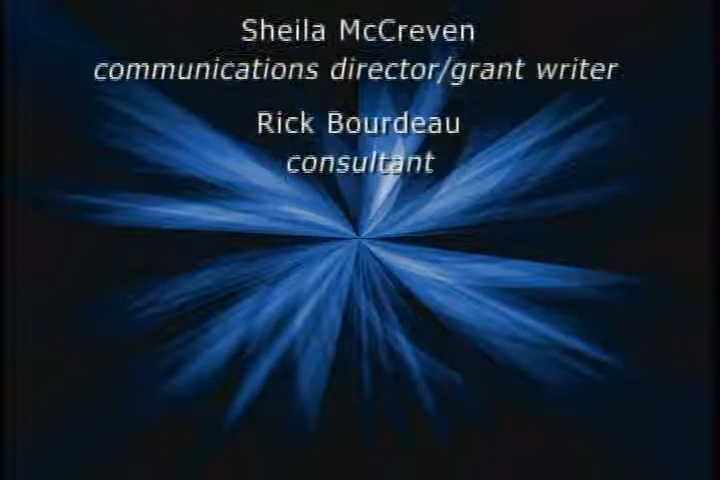 Sheila McCreven
communications director/grant writer
Rick Bourdeau
consultant